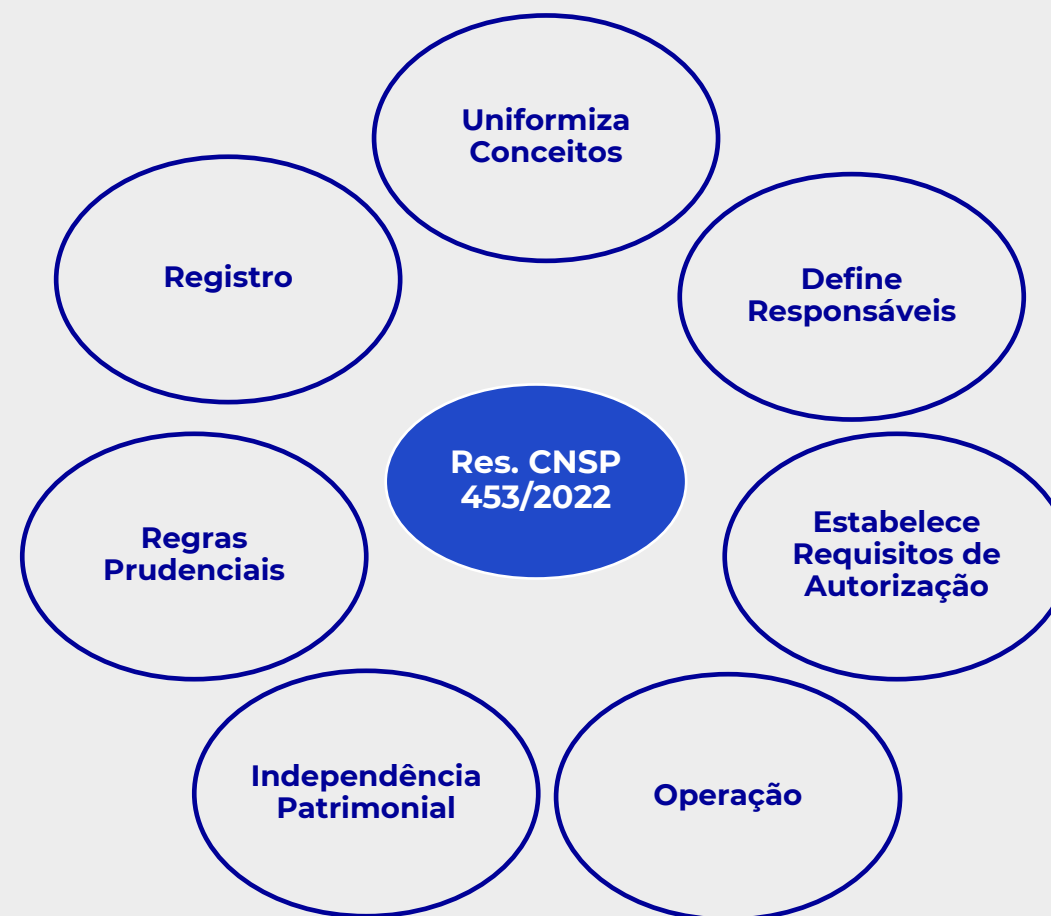 Uniformiza
Conceitos
Registro
Define
Responsáveis
Res. CNSP
453/2022
Regras
Prudenciais
Estabelece
Requisitos de
Autorização
Independência
Patrimonial
Operação